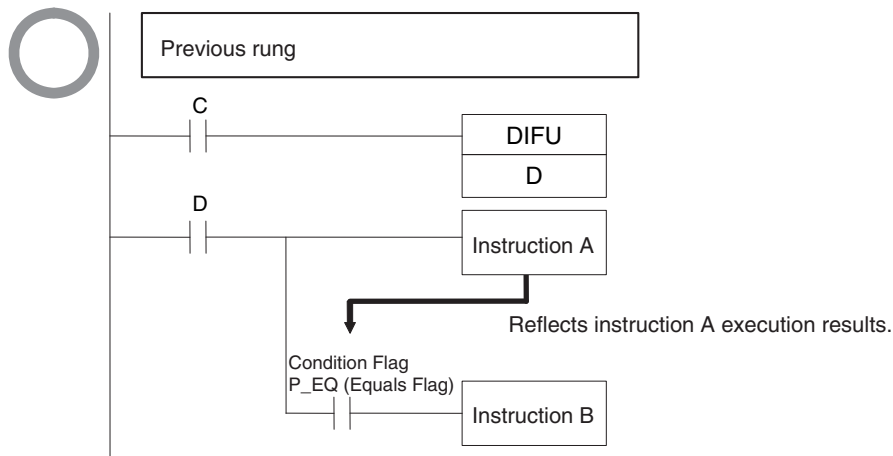 Previous rung
C
DIFU
D
D
Instruction A
Reflects instruction A execution results.
Condition Flag
P_EQ (Equals Flag)
Instruction B